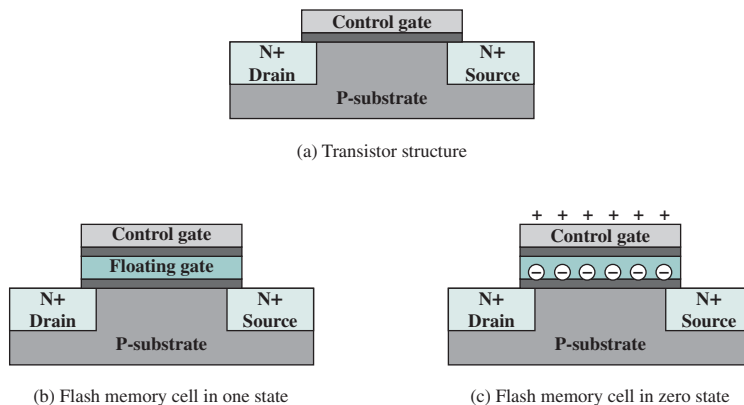 Control gate
N+
Drain
N+
Source
P-substrate
(a) Transistor structure
Control gate
Floating gate
N+
Drain
N+
Source
P-substrate
(b) Flash memory cell in one state
+ + + + + +
Control gate
− − − − − −
N+
Drain
N+
Source
P-substrate
(c) Flash memory cell in zero state